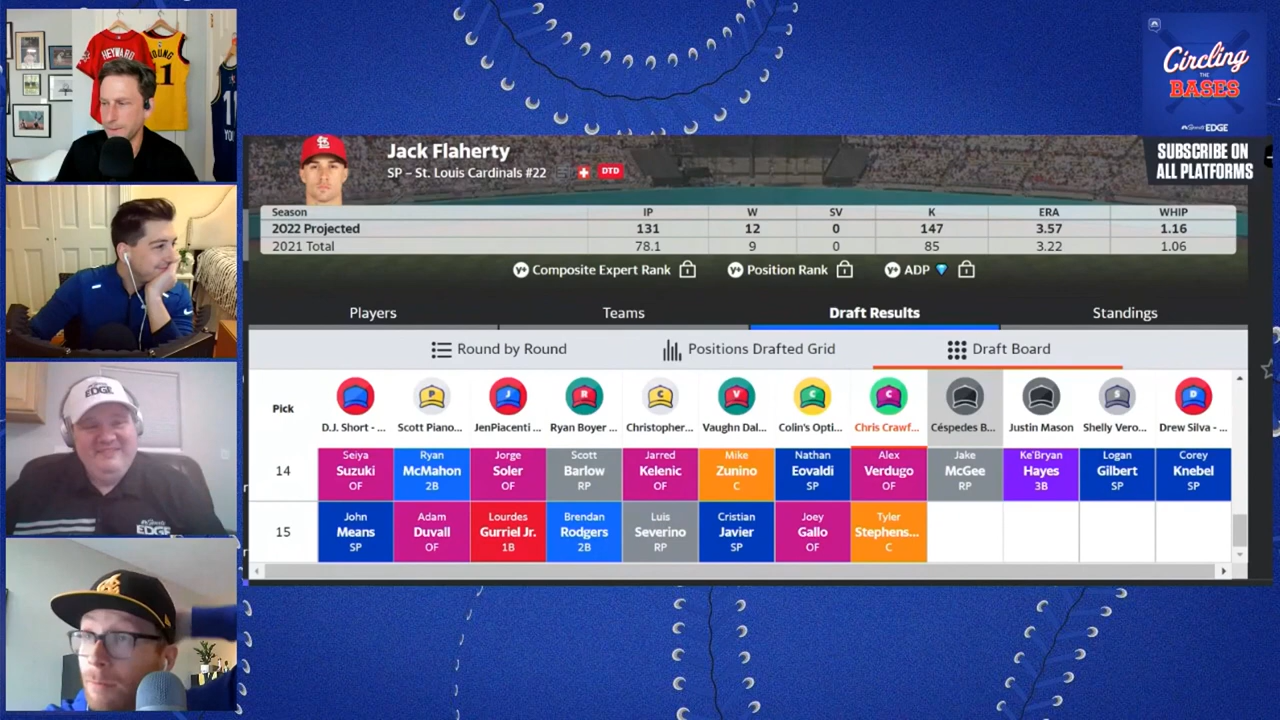 HEYWARD
YOUNG
Circling
THE
BASES
EDGE
SUBSCRIBE ON
ALL PLATFORMS
Jack Flaherty
SP – St. Louis Cardinals #22
DTD
Season IP W SV K ERA WHIP
2022 Projected 131 12 0 147 3.57 1.16
2021 Total 78.1 9 0 85 3.22 1.06
Y+ Composite Expert Rank Y+ Position Rank Y+ ADP
Players Teams Draft Results Standings
Round by Round Positions Drafted Grid Draft Board
P J R C V C C S D
Pick D.J. Short - ... Scott Piano... JenPiacenti ... Ryan Boyer ... Christopher... Vaughn Dal... Colin's Opti... Chris Crawf... Céspedes B... Justin Mason Shelly Vero... Drew Silva - ...
Seiya Ryan Jorge Scott Jarred Mike Nathan Alex Jake Ke'Bryan Logan Corey
14 Suzuki McMahon Soler Barlow Kelenic Zunino Eovaldi Verdugo McGee Hayes Gilbert Knebel
OF 2B OF RP OF C SP OF RP 3B SP SP
John Adam Lourdes Brendan Luis Cristian Joey Tyler
15 Means Duvall Gurriel Jr. Rodgers Severino Javier Gallo Stephens...
SP OF 1B 2B RP SP OF C
EDGE
EDGE